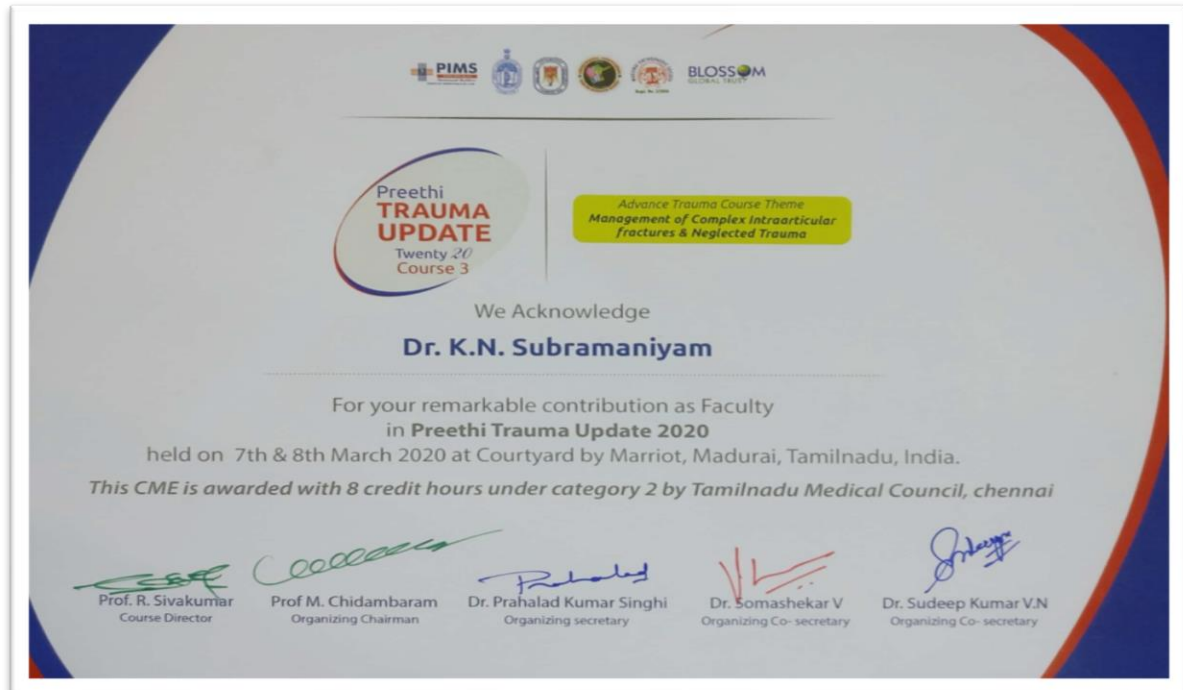 PIMS
BLOSSOM
GLOBAL TRUST
Preethi
TRAUMA
UPDATE
Twenty 20
Course 3
Advance Trauma Course Theme
Management of Complex Intraarticular
fractures & Neglected Trauma
We Acknowledge
Dr. K.N. Subramaniyam
For your remarkable contribution as Faculty
in Preethi Trauma Update 2020
held on 7th & 8th March 2020 at Courtyard by Marriot, Madurai, Tamilnadu, India.
This CME is awarded with 8 credit hours under category 2 by Tamilnadu Medical Council, chennai
Prof. R. Sivakumar
Course Director
Prof M. Chidambaram
Organizing Chairman
Dr. Prahalad Kumar Singhi
Organizing secretary
Dr. Somashekar V
Organizing Co- secretary
Dr. Sudeep Kumar V.N
Organizing Co- secretary